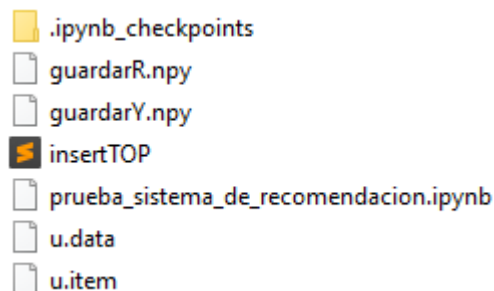 .ipynb_checkpoints
guardarR.npy
guardarY.npy
insertTOP
prueba_sistema_de_recomendacion.ipynb
u.data
u.item